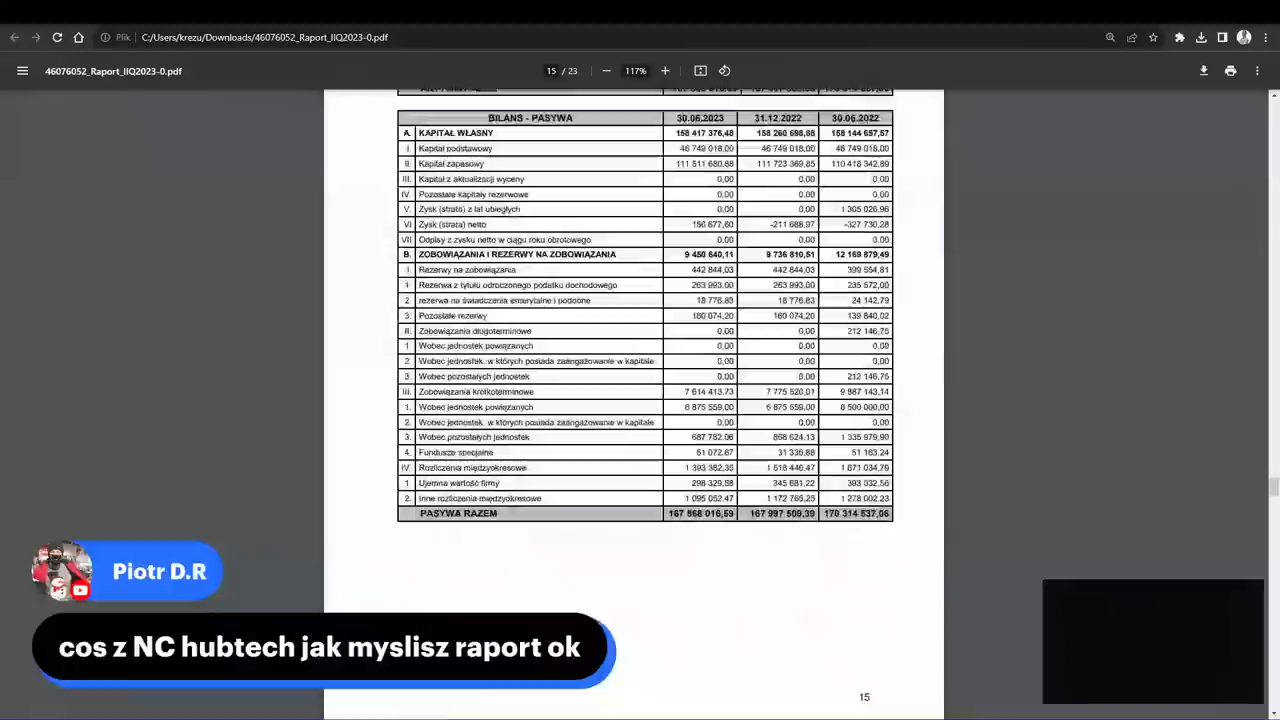 Plik
C:/Users/krezu/Downloads/46076052_Raport_IIQ2023-0.pdf
46076052_Raport_IIQ2023-0.pdf
15 / 23
117%
BILANS - PASYWA 30.06.2023 31.12.2022 30.06.2022
A. KAPITAŁ WŁASNY 158 417 376,48 158 260 698,88 158 144 657,57
I Kapitał podstawowy 46 749 018,00 46 749 018,00 46 749 018,00
II. Kapitał zapasowy 111 511 680,88 111 723 369,85 110 418 342,89
III. Kapitał z aktualizacji wyceny 0,00 0,00 0,00
IV. Pozostałe kapitały rezerwowe 0,00 0,00 0,00
V. Zysk (strata) z lat ubiegłych 0,00 0,00 1 305 026,96
VI Zysk (strata) netto 156 677,60 -211 688,97 -327 730,28
VII Odpisy z zysku netto w ciągu roku obrotowego 0,00 0,00 0,00
B. ZOBOWIĄZANIA I REZERWY NA ZOBOWIĄZANIA 9 450 640,11 9 736 810,51 12 169 879,49
I. Rezerwy na zobowiązania 442 844,03 442 844,03 399 554,81
1. Rezerwa z tytułu odroczonego podatku dochodowego 263 993,00 263 993,00 235 572,00
2. rezerwa na świadczenia emerytalne i podobne 18 776,83 18 776,83 24 142,79
3. Pozostałe rezerwy 160 074,20 160 074,20 139 840,02
II. Zobowiązania długoterminowe 0,00 0,00 212 146,75
1 Wobec jednostek powiązanych 0,00 0,00 0,00
2 Wobec jednostek, w których posiada zaangażowanie w kapitale 0,00 0,00 0,00
3 Wobec pozostałych jednostek 0,00 0,00 212 146,75
III. Zobowiązania krótkoterminowe 7 614 413,73 7 775 520,01 9 887 143,14
1. Wobec jednostek powiązanych 6 875 559,00 6 875 559,00 8 500 000,00
2. Wobec jednostek, w których posiada zaangażowanie w kapitale 0,00 0,00 0,00
3. Wobec pozostałych jednostek 687 782,06 868 624,13 1 335 979,90
4. Fundusze specjalne 51 072,67 31 336,88 51 163,24
IV. Rozliczenia międzyokresowe 1 393 382,35 1 518 446,47 1 671 034,79
1 Ujemna wartość firmy 298 329,88 345 681,22 393 032,56
2. Inne rozliczenia międzyokresowe 1 095 052,47 1 172 765,25 1 278 002,23
PASYWA RAZEM 167 868 016,59 167 997 509,39 170 314 537,06
Piotr D.R
cos z NC hubtech jak myslisz raport ok
15